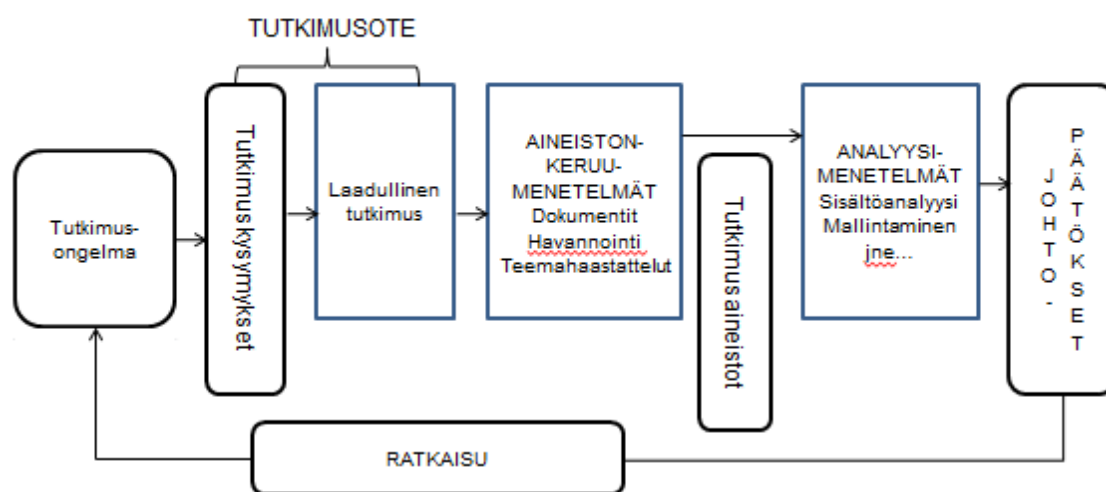 TUTKIMUSOTE
Tutkimus-
ongelma
Tutkimuskysymykset
Laadullinen
tutkimus
AINEISTON-
KERUU-
MENETELMÄT
Dokumentit
Havannointi
Teemahaastattelut
Tutkimusaineistot
ANALYYSI-
MENETELMÄT
Sisältöanalyysi
Mallintaminen
jne...
JOHTO-
PÄÄTÖKSET
RATKAISU